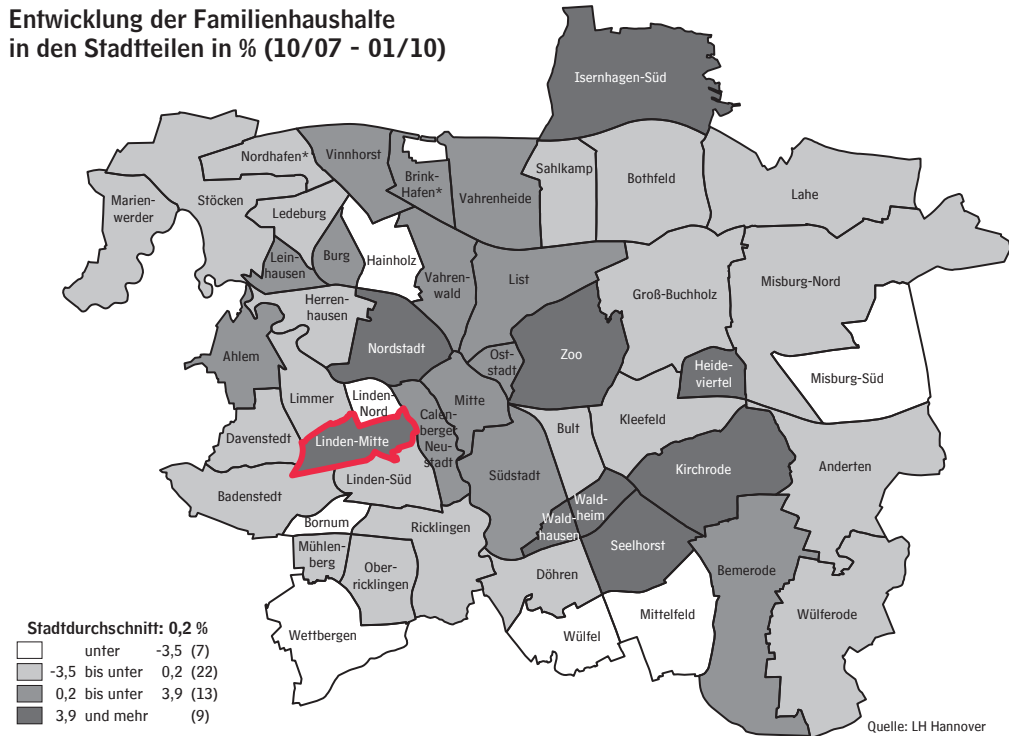 Entwicklung der Familienhaushalte
in den Stadtteilen in % (10/07 - 01/10)
Isernhagen-Süd
Nordhafen*
Vinnhorst
Brink-
Hafen*
Vahrenheide
Sahlkamp
Bothfeld
Lahe
Marien-
werder
Stöcken
Ledeburg
Lein-
hausen
Burg
Hainholz
Vahren-
wald
List
Groß-Buchholz
Misburg-Nord
Herren-
hausen
Nordstadt
Ost-
stadt
Zoo
Heide-
viertel
Misburg-Süd
Ahlem
Limmer
Linden-
Nord
Calen-
berger
Neu-
stadt
Mitte
Bult
Kleefeld
Davenstedt
Linden-Mitte
Badenstedt
Linden-Süd
Südstadt
Kirchrode
Anderten
Bornum
Ricklingen
Wald-
heim
Wald-
hausen
Seelhorst
Mühlen-
berg
Ober-
ricklingen
Döhren
Bemerode
Wettbergen
Wülfel
Mittelfeld
Wülferode
Stadtdurchschnitt: 0,2 %
unter -3,5 (7)
-3,5 bis unter 0,2 (22)
0,2 bis unter 3,9 (13)
3,9 und mehr (9)
Quelle: LH Hannover